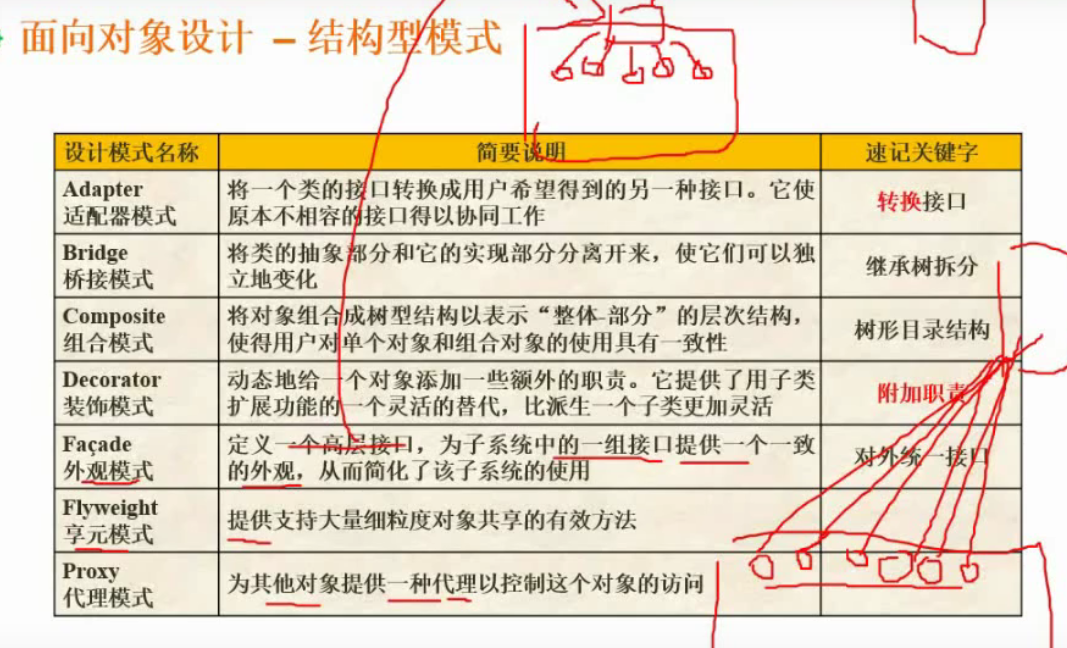 面向对象设计 – 结构型模式
设计模式名称 简要说明 速记关键字
Adapter
适配器模式
将一个类的接口转换成用户希望得到的另一种接口。它使
原本不相容的接口得以协同工作
转换接口
Bridge
桥接模式
将类的抽象部分和它的实现部分分离开来，使它们可以独
立地变化
继承树拆分
Composite
组合模式
将对象组合成树型结构以表示“整体-部分”的层次结构，
使得用户对单个对象和组合对象的使用具有一致性
树形目录结构
Decorator
装饰模式
动态地给一个对象添加一些额外的职责。它提供了用子类
扩展功能的一个灵活的替代，比派生一个子类更加灵活
附加职责
Façade
外观模式
定义一个高层接口，为子系统中的一组接口提供一个一致
的外观，从而简化了该子系统的使用
对外统一接口
Flyweight
享元模式
提供支持大量细粒度对象共享的有效方法
Proxy
代理模式
为其他对象提供一种代理以控制这个对象的访问